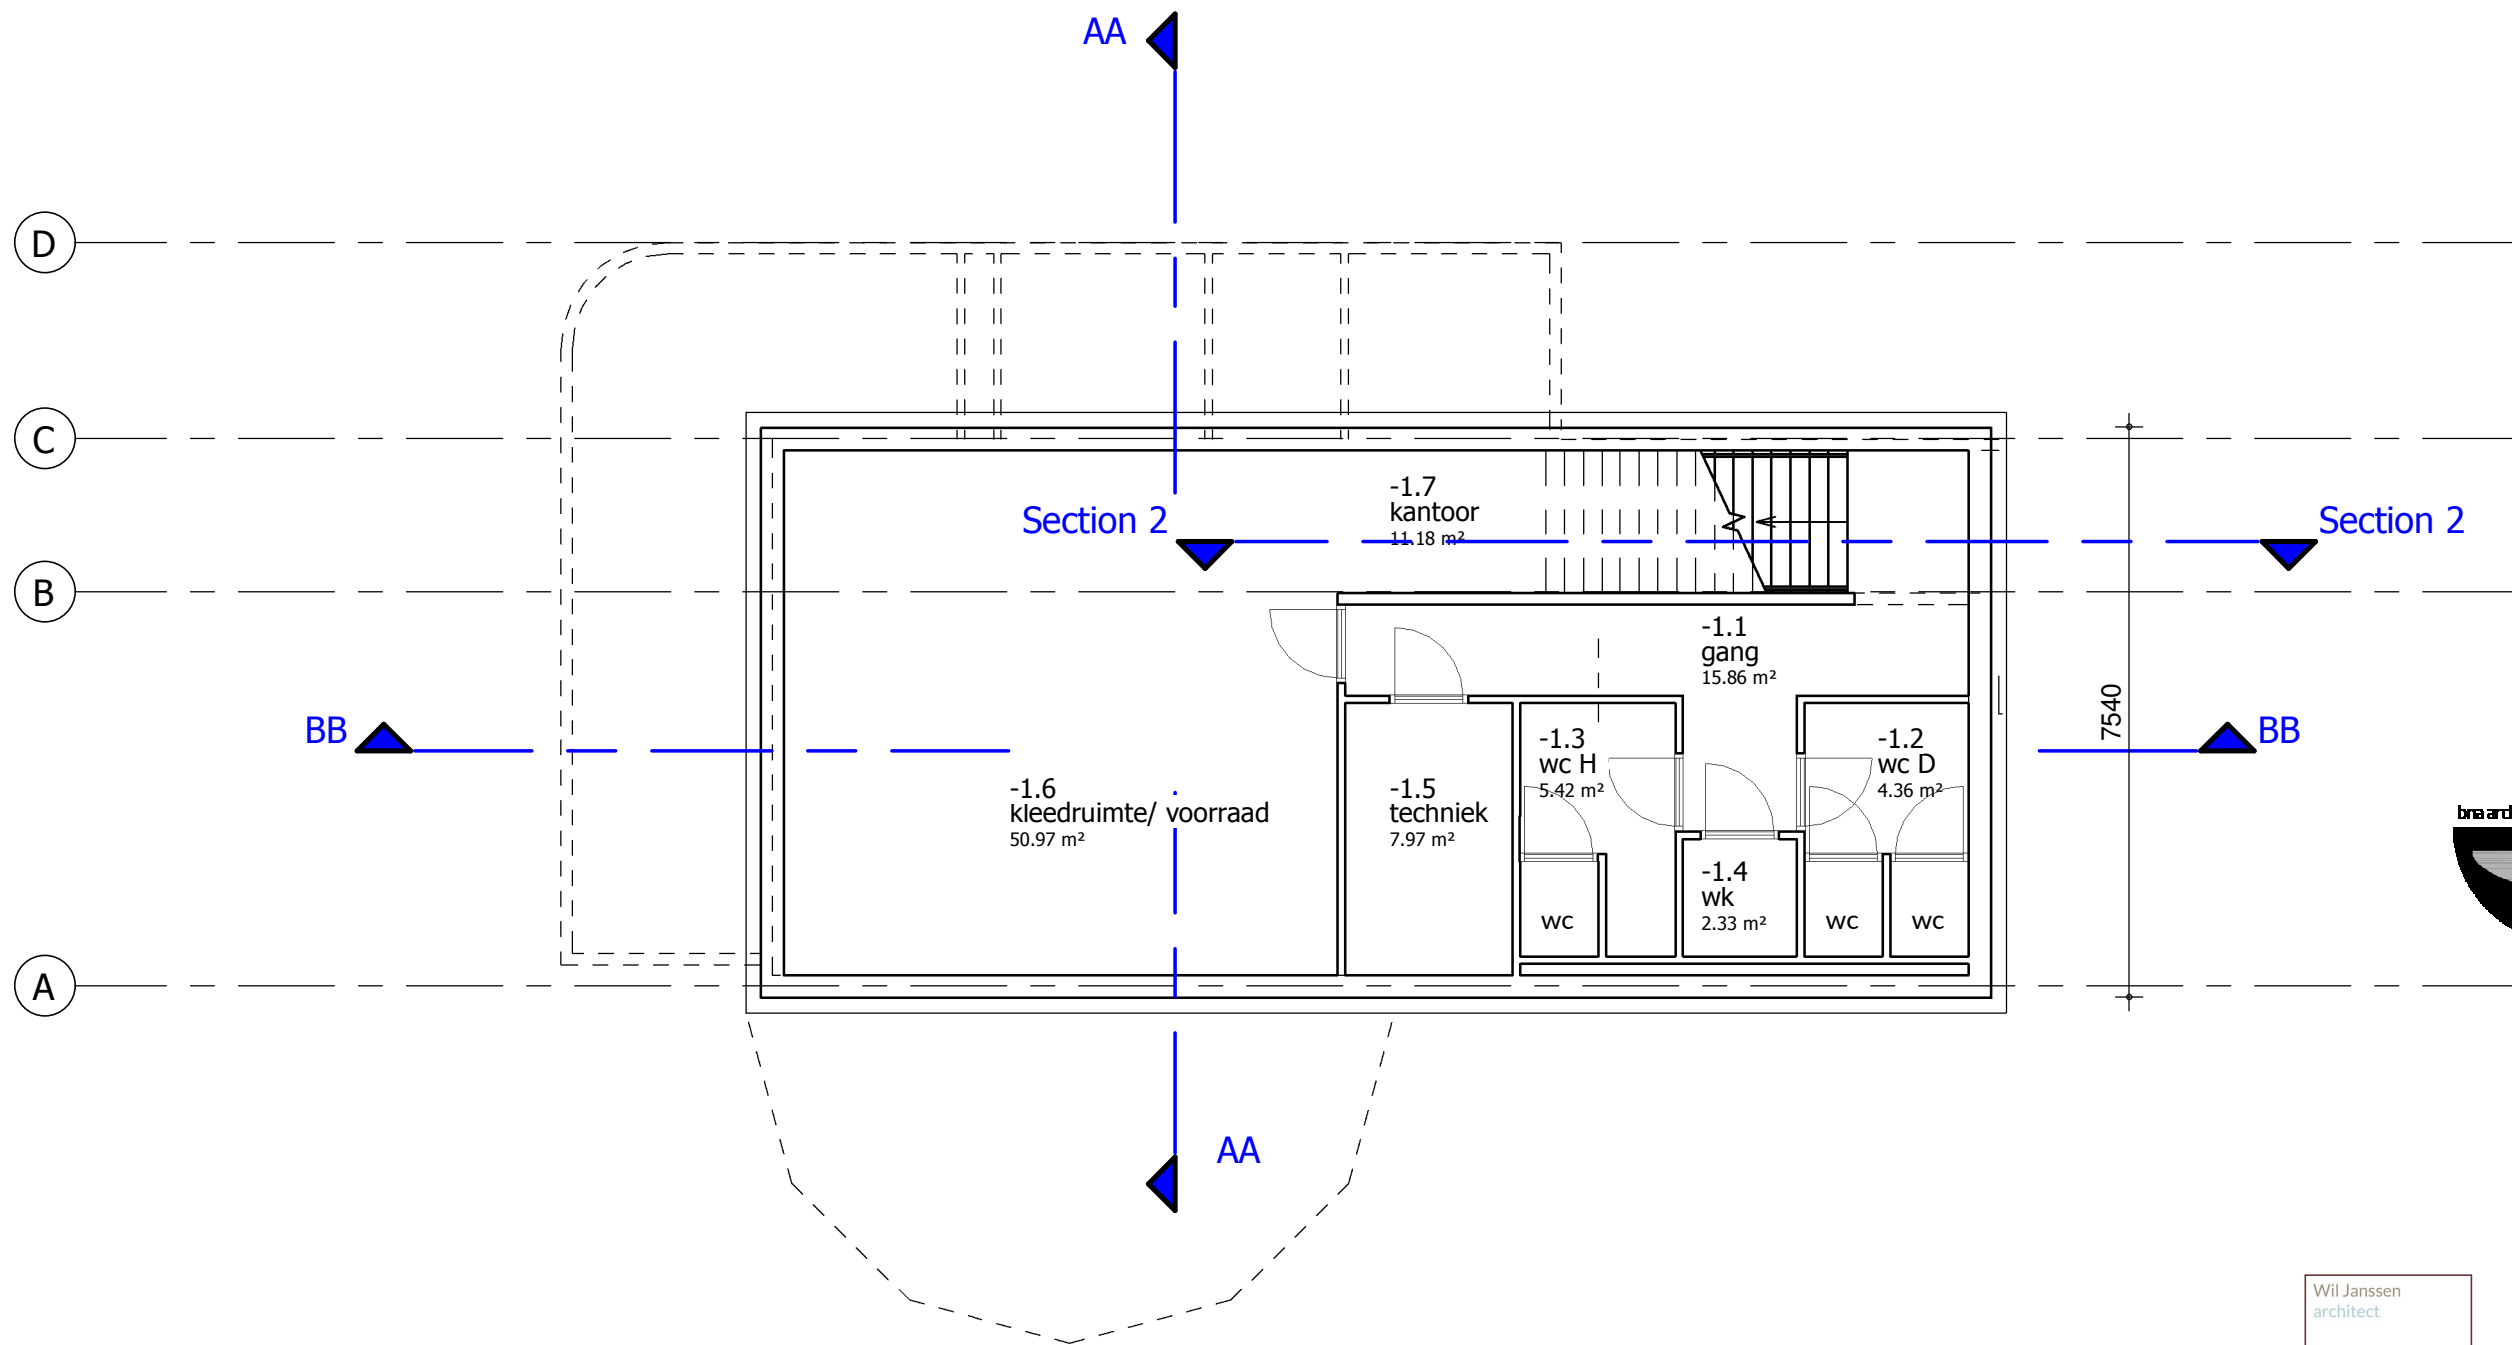 AA
D
C
-1.7
kantoor
11.18 m²
Section 2
Section 2
B
-1.1
gang
15.86 m²
7540
BB
BB
-1.3
wc H
5.42 m²
-1.2
wc D
4.36 m²
-1.6
kleedruimte/ voorraad
50.97 m²
-1.5
techniek
7.97 m²
-1.4
wk
2.33 m²
wc
wc
wc
A
AA
Wil Janssen
architect